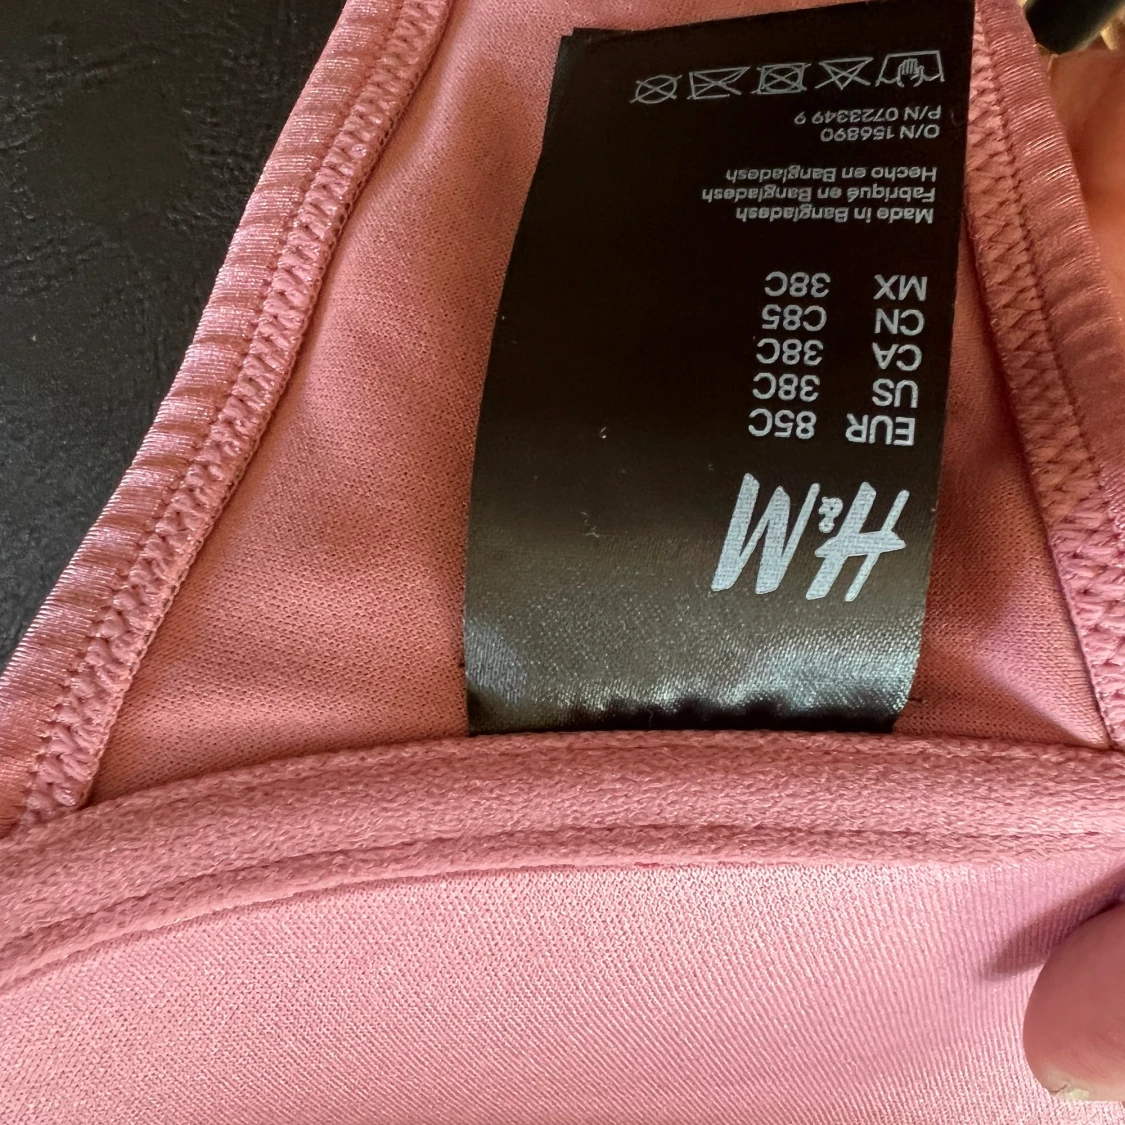 H&M
EUR 85C
US 38C
CA 38C
CN C85
MX 38C
Made in Bangladesh
Fabriqué en Bangladesh
Hecho en Bangladesh
O/N 156890
P/N 0723349 9